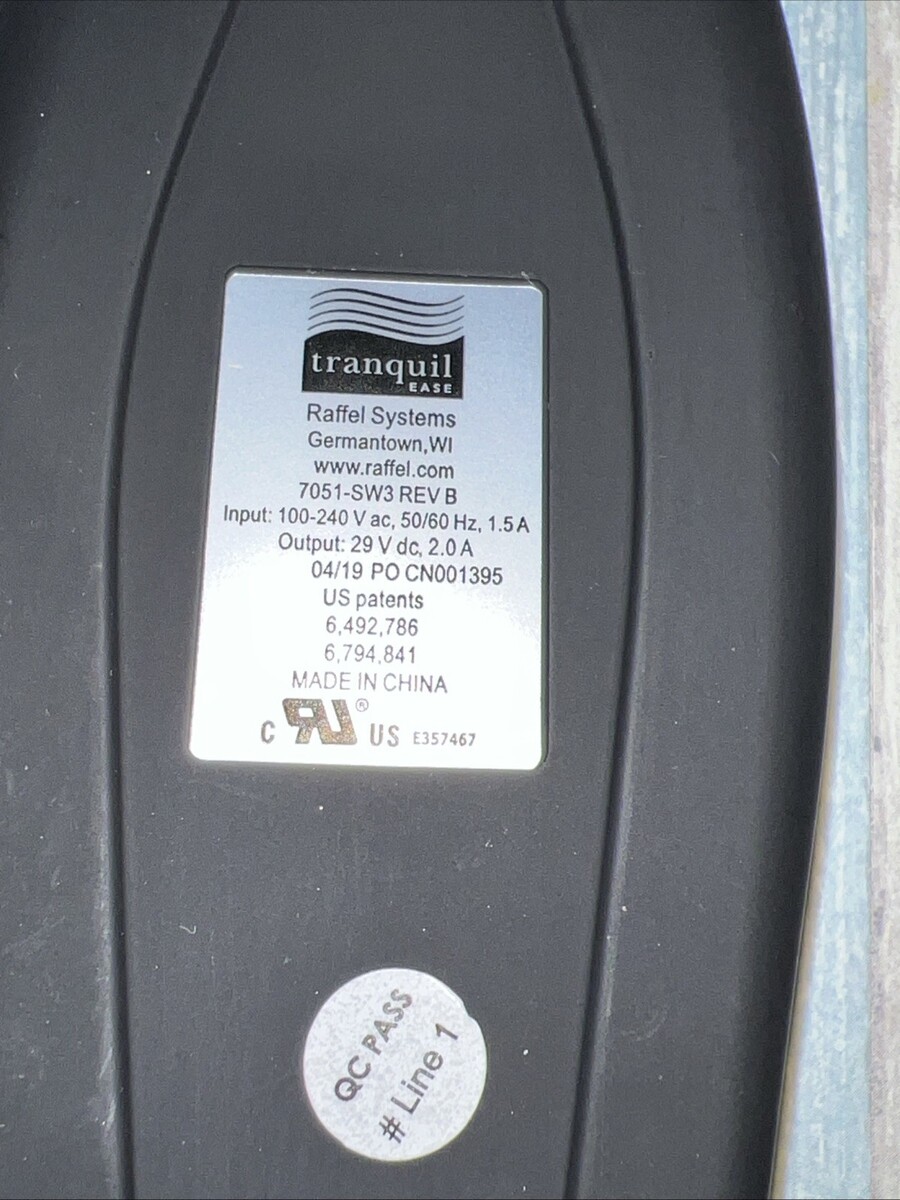 tranquil
EASE
Raffel Systems
Germantown,WI
www.raffel.com
7051-SW3 REV B
Input: 100-240 V ac, 50/60 Hz, 1.5 A
Output: 29 V dc, 2.0 A
04/19 PO CN001395
US patents
6,492,786
6,794,841
MADE IN CHINA
C RU® US E357467
QC PASS
# Line 1